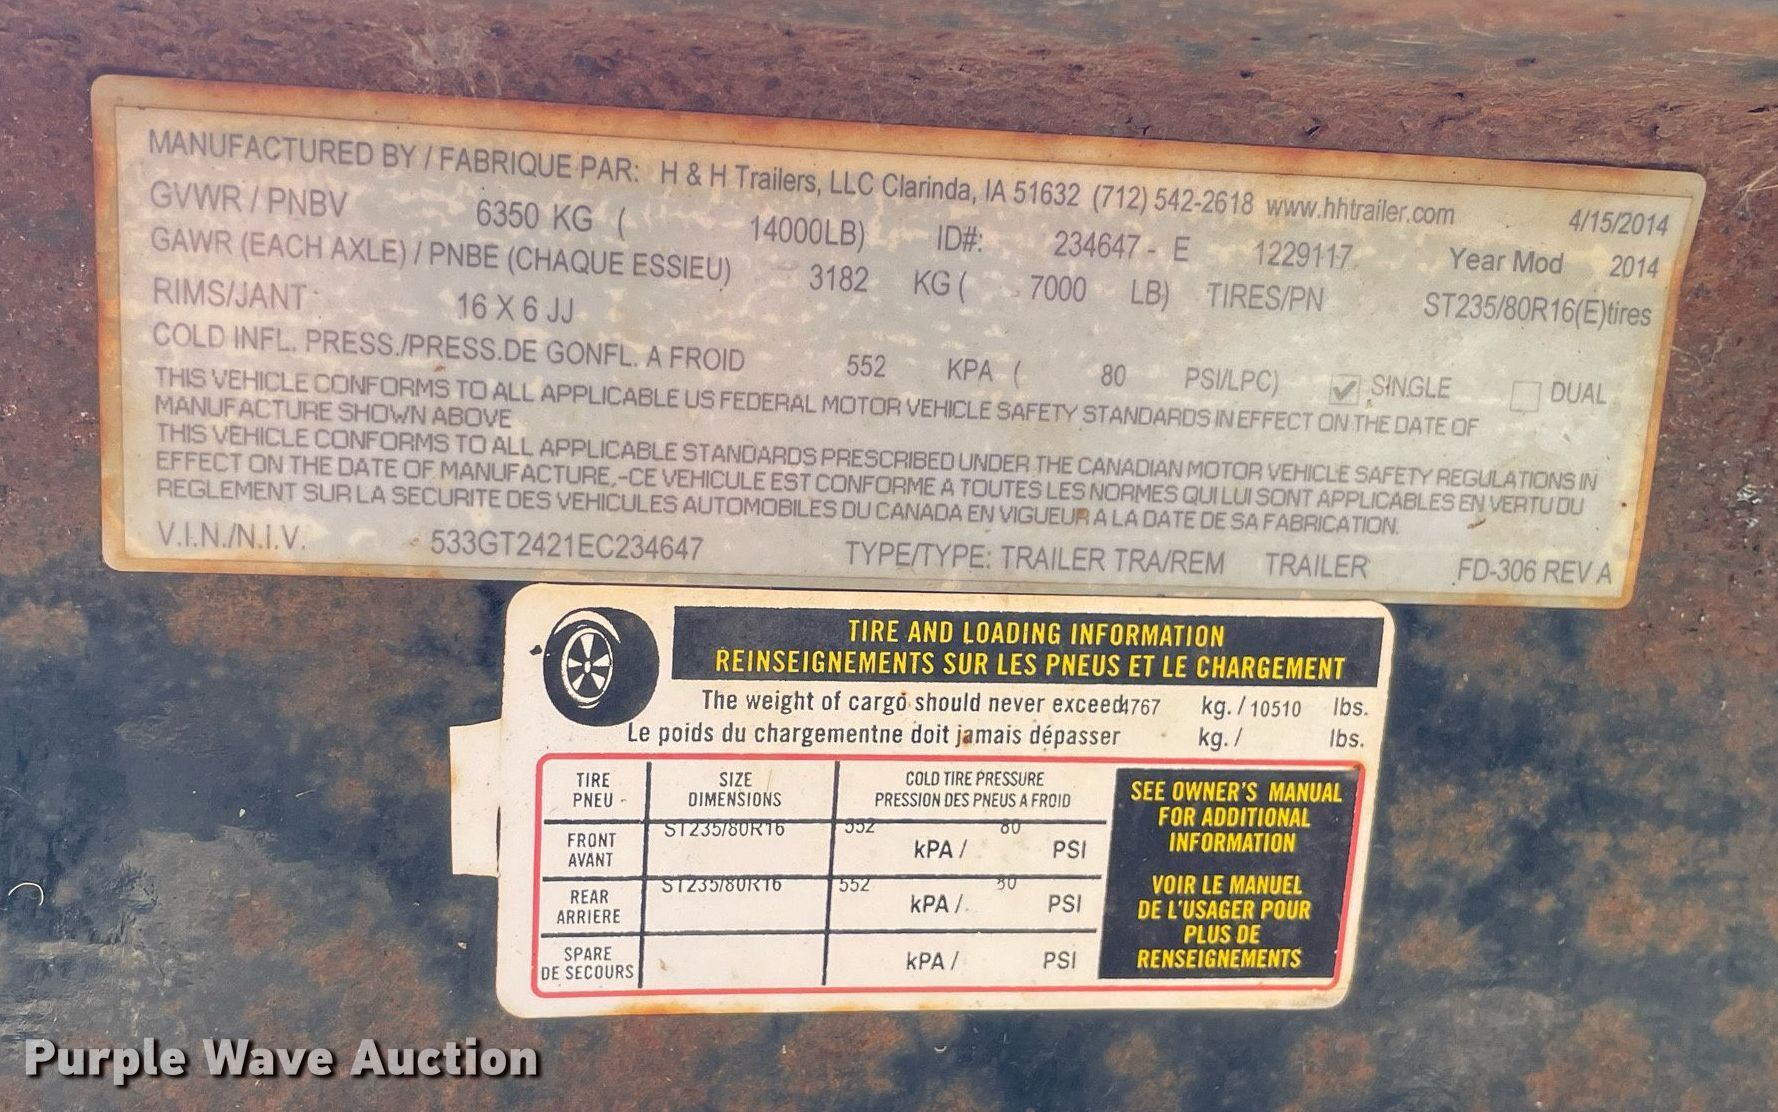 MANUFACTURED BY / FABRIQUE PAR: H & H Trailers, LLC Clarinda, IA 51632 (712) 542-2618 www.hhtrailer.com 4/15/2014
GVWR / PNBV 6350 KG ( 14000LB) ID#: 234647 - E 1229117 Year Mod 2014
GAWR (EACH AXLE) / PNBE (CHAQUE ESSIEU) 3182 KG ( 7000 LB) TIRES/PN ST235/80R16(E)tires
RIMS/JANT 16 X 6 JJ
COLD INFL. PRESS./PRESS.DE GONFL. A FROID 552 KPA ( 80 PSI/LPC) SINGLE DUAL
THIS VEHICLE CONFORMS TO ALL APPLICABLE US FEDERAL MOTOR VEHICLE SAFETY STANDARDS IN EFFECT ON THE DATE OF
MANUFACTURE SHOWN ABOVE
THIS VEHICLE CONFORMS TO ALL APPLICABLE STANDARDS PRESCRIBED UNDER THE CANADIAN MOTOR VEHICLE SAFETY REGULATIONS IN
EFFECT ON THE DATE OF MANUFACTURE,-CE VEHICULE EST CONFORME A TOUTES LES NORMES QUI LUI SONT APPLICABLES EN VERTU DU
REGLEMENT SUR LA SECURITE DES VEHICULES AUTOMOBILES DU CANADA EN VIGUEUR A LA DATE DE SA FABRICATION.
V.I.N./N.I.V. 533GT2421EC234647 TYPE/TYPE: TRAILER TRA/REM TRAILER FD-306 REV A
TIRE AND LOADING INFORMATION
REINSEIGNEMENTS SUR LES PNEUS ET LE CHARGEMENT
The weight of cargo should never exceed 4767 kg. / 10510 lbs.
Le poids du chargementne doit jamais dépasser kg. / lbs.
TIRE SIZE COLD TIRE PRESSURE
PNEU DIMENSIONS PRESSION DES PNEUS A FROID
FRONT ST235/80R16 552 80
AVANT kPA / PSI
REAR ST235/80R16 552 80
ARRIERE kPA / PSI
SPARE
DE SECOURS kPA / PSI
SEE OWNER'S MANUAL
FOR ADDITIONAL
INFORMATION
VOIR LE MANUEL
DE L'USAGER POUR
PLUS DE
RENSEIGNEMENTS
Purple Wave Auction